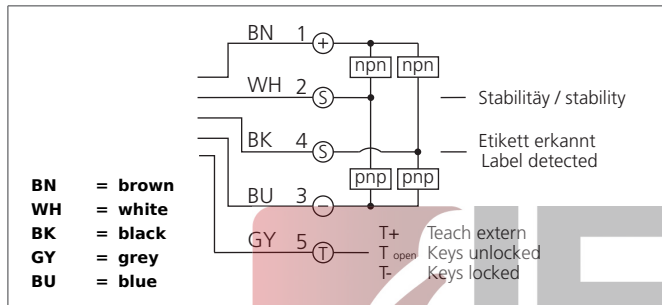 BN 1 +
npn npn
WH 2 S
Stabilitäy / stability
BK 4 S
Etikett erkannt
Label detected
pnp pnp
BU 3 −
GY 5 T
T+ Teach extern
T open Keys unlocked
T- Keys locked
BN = brown
WH = white
BK = black
GY = grey
BU = blue